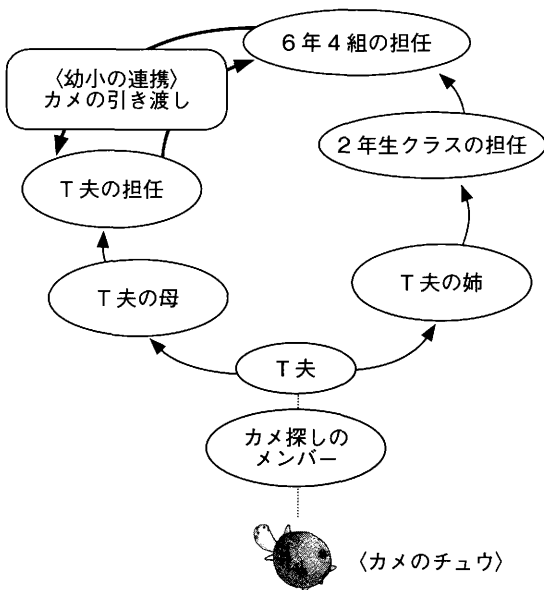 6年4組の担任
〈幼小の連携〉
カメの引き渡し
2年生クラスの担任
T夫の担任
T夫の母
T夫の姉
T夫
カメ探しの
メンバー
〈カメのチュウ〉